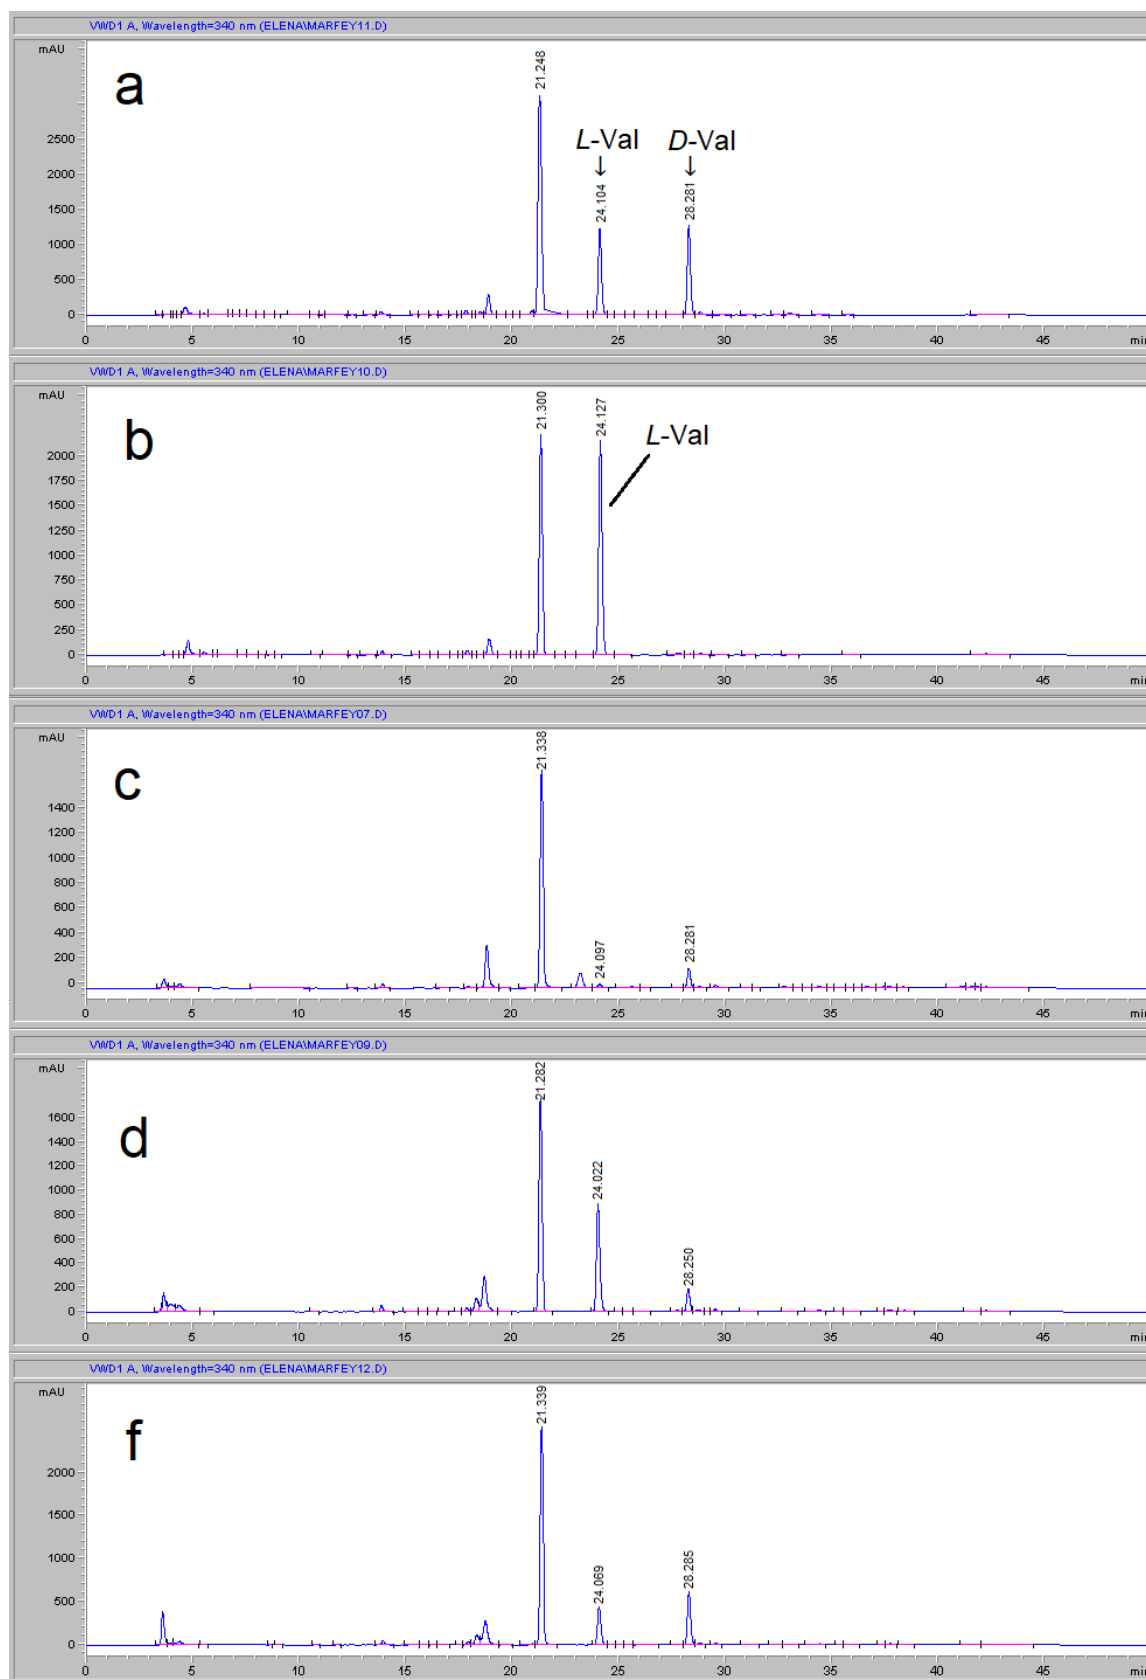 VWD1 A, Wavelength=340 nm (ELENA\MARFEY11.D)
mAU
a
21.248
L-Val
D-Val
↓
↓
24.104
28.281
2500
2000
1500
1000
500
0
0 5 10 15 20 25 30 35 40 45 min
VWD1 A, Wavelength=340 nm (ELENA\MARFEY10.D)
mAU
b
21.300
24.127
L-Val
2000
1750
1500
1250
1000
750
500
250
0
0 5 10 15 20 25 30 35 40 45 min
VWD1 A, Wavelength=340 nm (ELENA\MARFEY07.D)
mAU
c
21.338
24.097
28.281
1400
1200
1000
800
600
400
200
0
0 5 10 15 20 25 30 35 40 45 min
VWD1 A, Wavelength=340 nm (ELENA\MARFEY09.D)
mAU
d
21.282
24.022
28.250
1600
1400
1200
1000
800
600
400
200
0
0 5 10 15 20 25 30 35 40 45 min
VWD1 A, Wavelength=340 nm (ELENA\MARFEY12.D)
mAU
f
21.339
24.069
28.285
2000
1500
1000
500
0
0 5 10 15 20 25 30 35 40 45 min